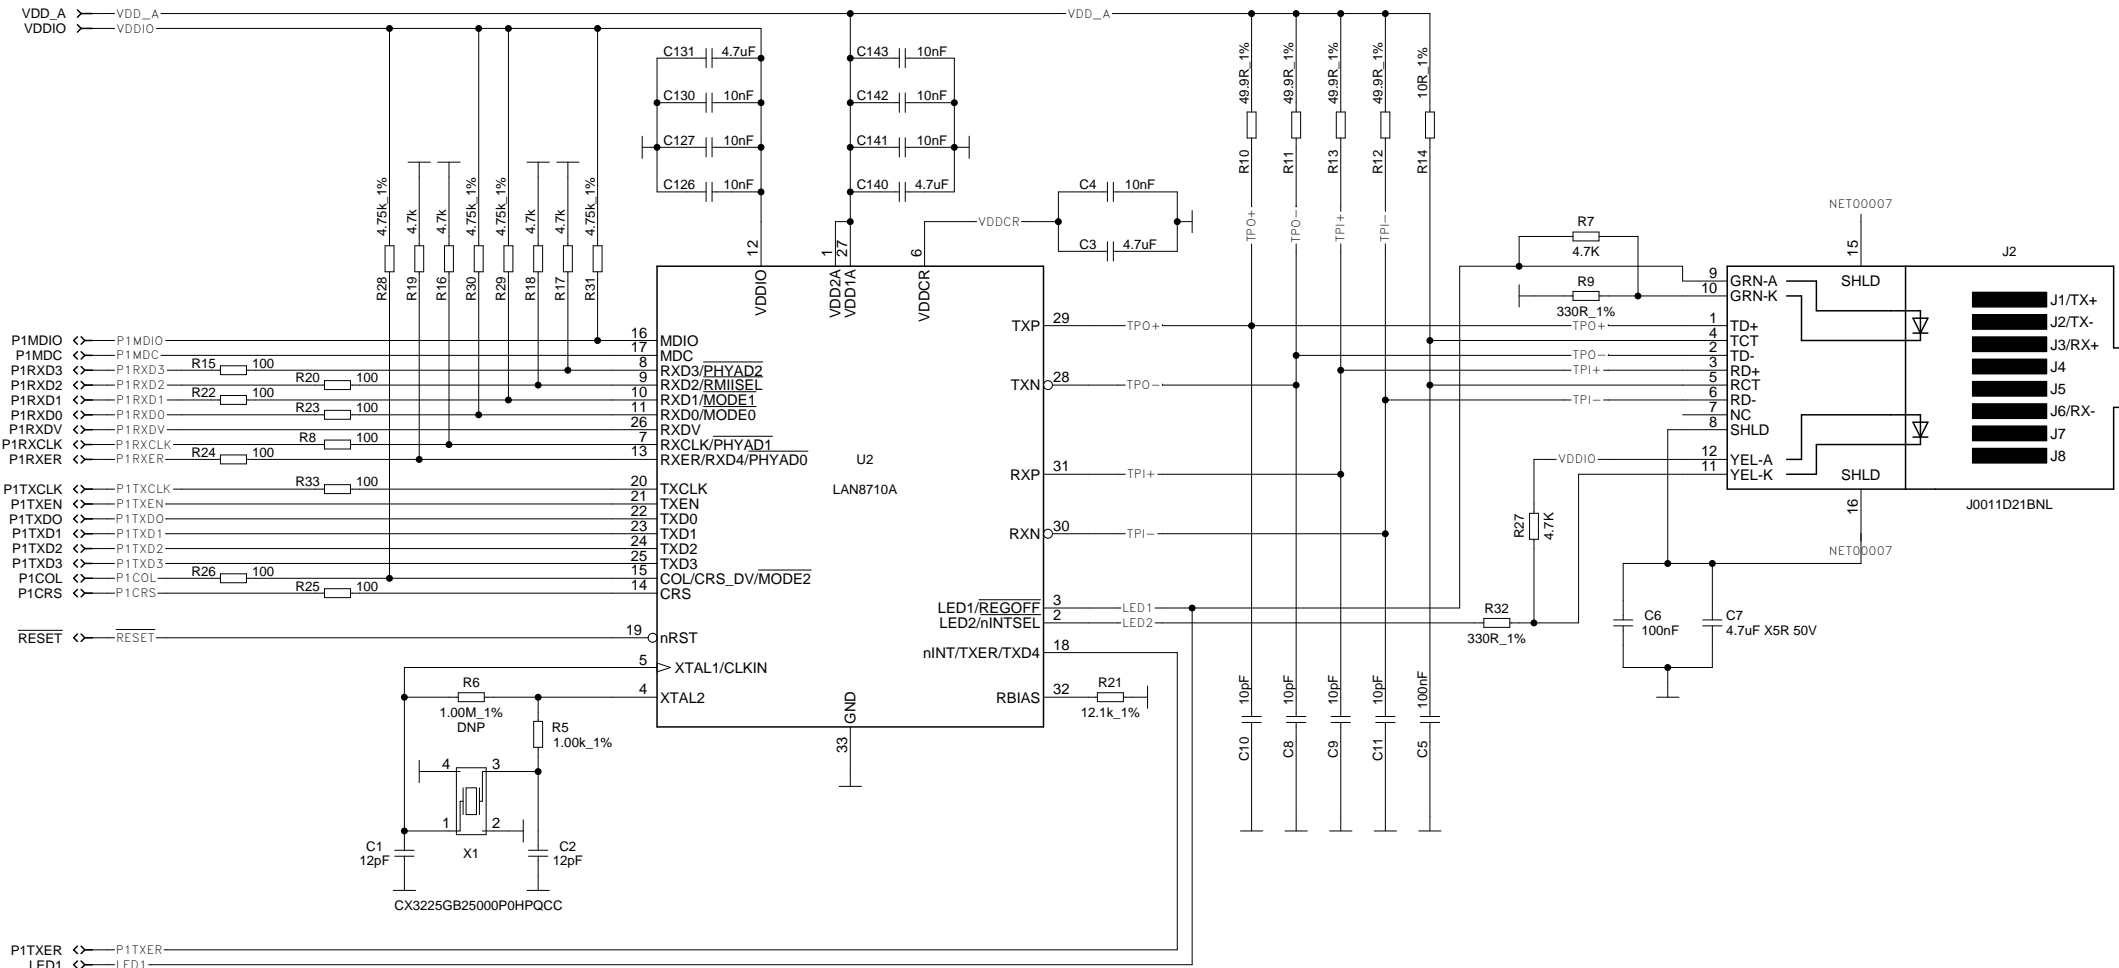 VDD_A VDD_A VDD_A
VDDIO VDDIO
C131 4.7uF
C130 10nF
C127 10nF
C126 10nF
C143 10nF
C142 10nF
C141 10nF
C140 4.7uF
C4 10nF
C3 4.7uF
VDDCR
R28 4.75k_1%
R19 4.7k
R16 4.7k
R30 4.75k_1%
R29 4.75k_1%
R18 4.7k
R17 4.7k
R31 4.75k_1%
R10 49.9R_1%
R11 49.9R_1%
R13 49.9R_1%
R12 49.9R_1%
R14 10R_1%
TPO+
TPO-
TPI+
TPI-
12 VDDIO
1 VDD2A
27 VDD1A
6 VDDCR
P1MDIO P1MDIO 16 MDIO
P1MDC P1MDC 17 MDC
P1RXD3 P1RXD3 R15 100 8 RXD3/PHYAD2
P1RXD2 P1RXD2 R20 100 9 RXD2/RMIISEL
P1RXD1 P1RXD1 R22 100 10 RXD1/MODE1
P1RXD0 P1RXD0 R23 100 11 RXD0/MODE0
P1RXDV P1RXDV 26 RXDV
P1RXCLK P1RXCLK R8 100 7 RXCLK/PHYAD1
P1RXER P1RXER R24 100 13 RXER/RXD4/PHYAD0
P1TXCLK P1TXCLK R33 100 20 TXCLK
P1TXEN P1TXEN 21 TXEN
P1TXD0 P1TXD0 22 TXD0
P1TXD1 P1TXD1 23 TXD1
P1TXD2 P1TXD2 24 TXD2
P1TXD3 P1TXD3 25 TXD3
P1COL P1COL R26 100 15 COL/CRS_DV/MODE2
P1CRS P1CRS R25 100 14 CRS
RESET RESET 19 nRST
5 XTAL1/CLKIN
4 XTAL2
U2
LAN8710A
TXP 29 TPO+
TXN 28 TPO-
RXP 31 TPI+
RXN 30 TPI-
LED1/REGOFF 3 LED1
LED2/nINTSEL 2 LED2
nINT/TXER/TXD4 18
RBIAS 32 R21
12.1k_1%
GND 33
R6
1.00M_1%
DNP
R5
1.00k_1%
4 3
1 2
C1
12pF
X1
C2
12pF
CX3225GB25000P0HPQCC
C10 10pF
C8 10pF
C9 10pF
C11 10pF
C5 100nF
R7
4.7K
R9
330R_1%
R32
330R_1%
R27 4.7K
VDDIO
NET00007
15 SHLD
J2
9 GRN-A
10 GRN-K
TPO+ 1 TD+
4 TCT
TPO- 2 TD-
TPI+ 3 RD+
5 RCT
TPI- 6 RD-
7 NC
8 SHLD
12 YEL-A
11 YEL-K
SHLD 16
NET00007
J1/TX+
J2/TX-
J3/RX+
J4
J5
J6/RX-
J7
J8
J0011D21BNL
C6
100nF
C7
4.7uF X5R 50V
P1TXER P1TXER
LED1 LED1